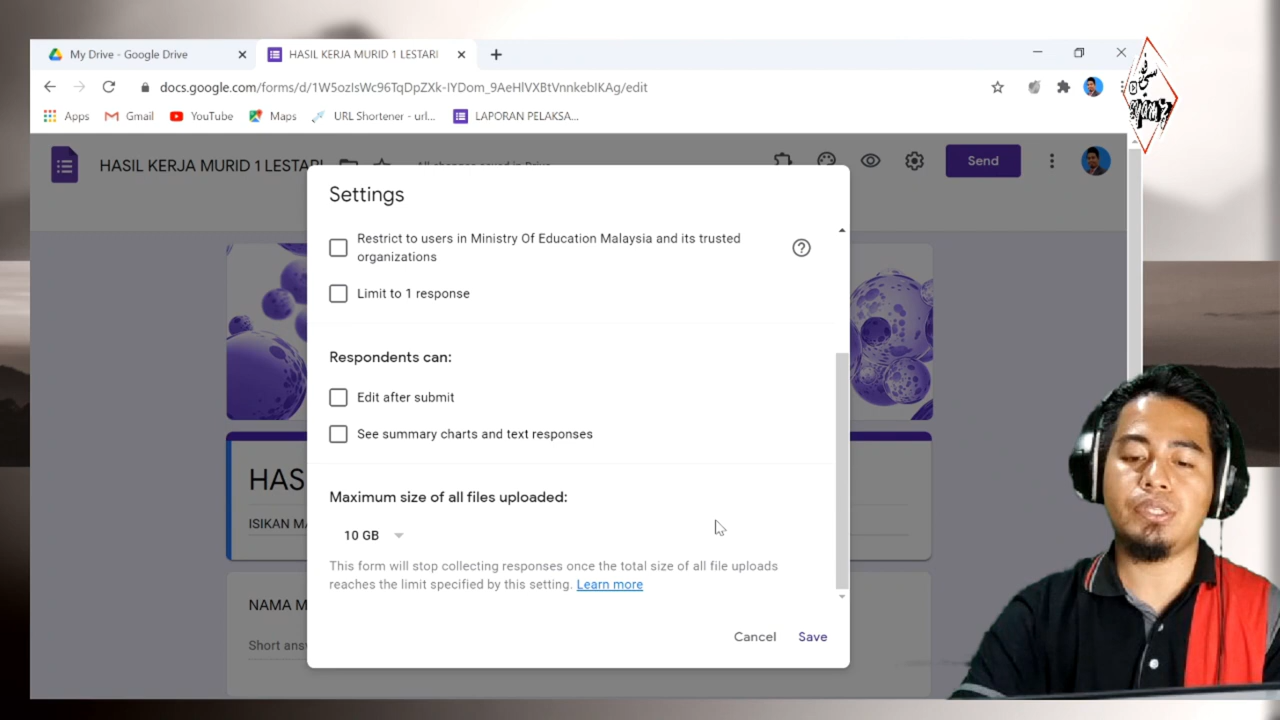 My Drive - Google Drive
HASIL KERJA MURID 1 LESTARI
docs.google.com/forms/d/1W5ozIsWc96TqDpZXk-IYDom_9AeHlVXBtVnnkebIKAg/edit
Apps
Gmail
YouTube
Maps
URL Shortener - url...
LAPORAN PELAKSA...
HASIL KERJA MURID 1 LESTARI
All changes saved in Drive
Send
Settings
Restrict to users in Ministry Of Education Malaysia and its trusted
organizations
Limit to 1 response
Respondents can:
Edit after submit
See summary charts and text responses
HAS
ISIKAN MA
Maximum size of all files uploaded:
10 GB
This form will stop collecting responses once the total size of all file uploads
reaches the limit specified by this setting. Learn more
NAMA M
Short ans
Cancel
Save